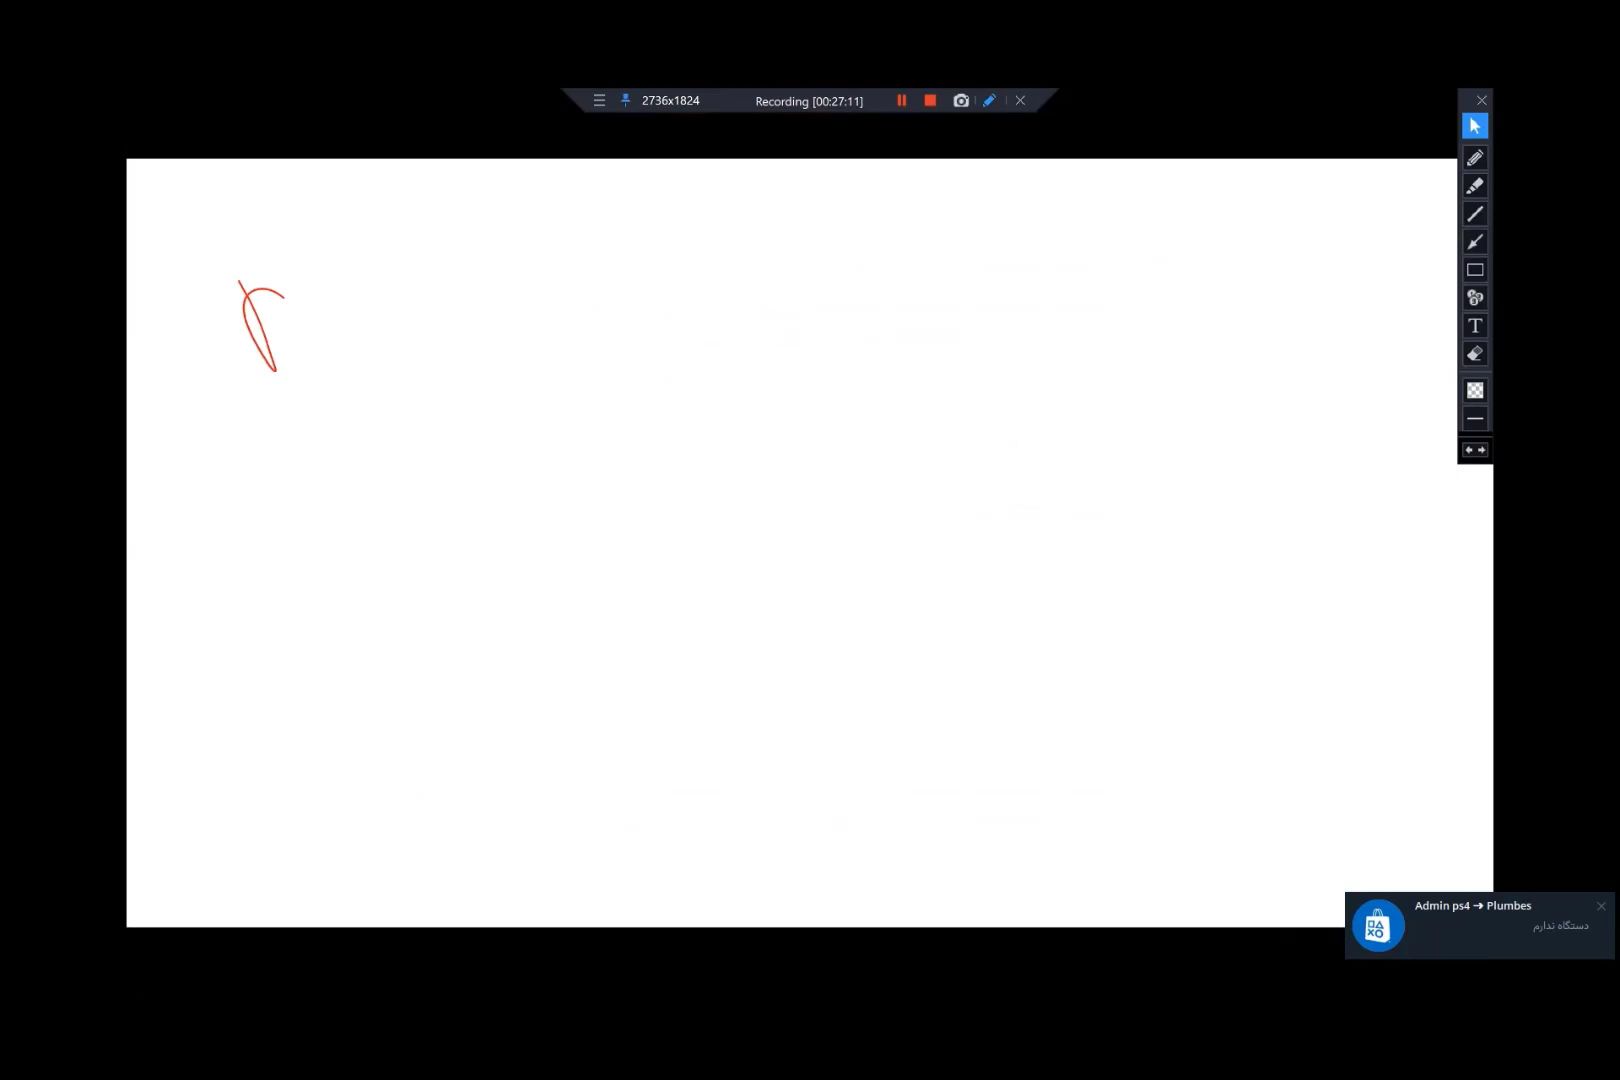 2736x1824 Recording [00:27:11]
T
Admin ps4 ➜ Plumbes
دستگاه ندارم